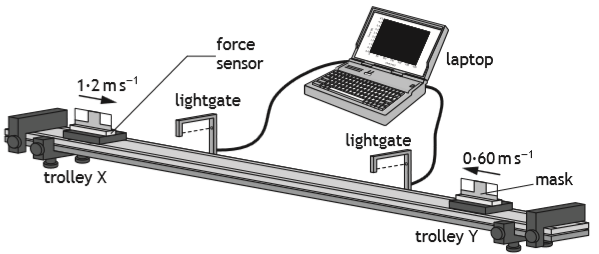 force
sensor
laptop
1·2 m s⁻¹
lightgate
lightgate
0·60 m s⁻¹
mask
trolley X
trolley Y